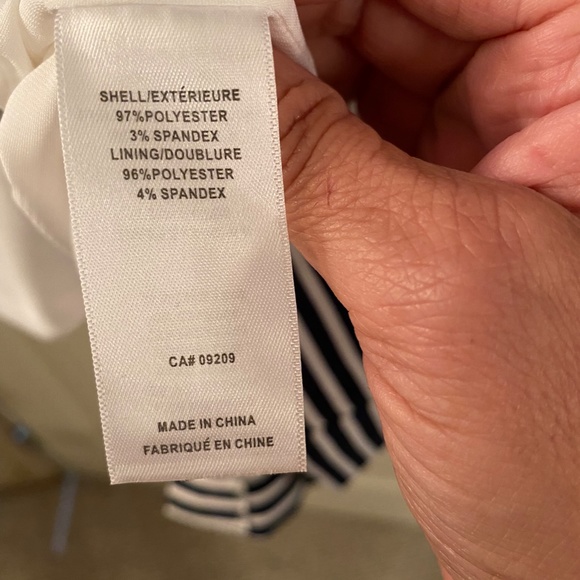 SHELL/EXTÉRIEURE
97%POLYESTER
3% SPANDEX
LINING/DOUBLURE
96%POLYESTER
4% SPANDEX
CA# 09209
MADE IN CHINA
FABRIQUÉ EN CHINE